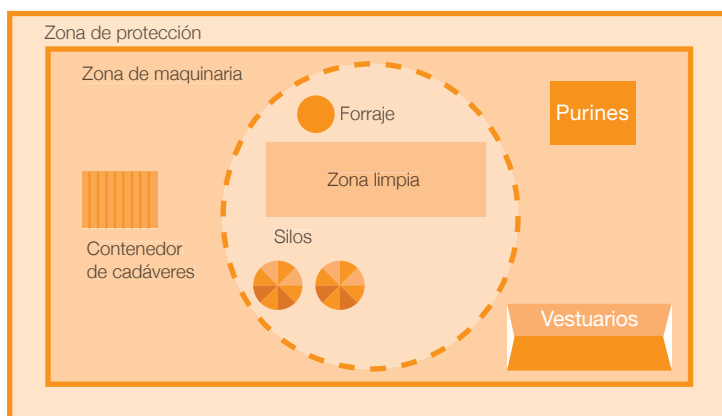 Zona de protección
Zona de maquinaria
Forraje
Purines
Zona limpia
Silos
Contenedor
de cadáveres
Vestuarios